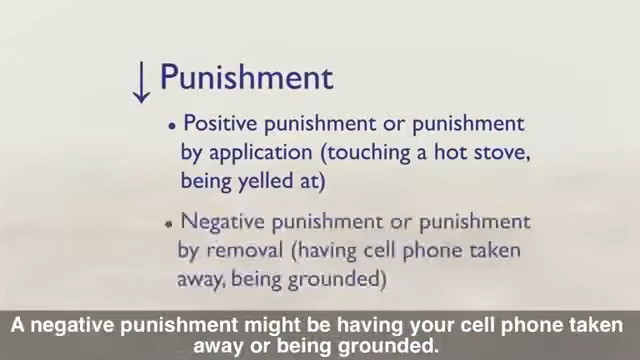 ↓ Punishment
• Positive punishment or punishment
by application (touching a hot stove,
being yelled at)
• Negative punishment or punishment
by removal (having cell phone taken
away, being grounded)
A negative punishment might be having your cell phone taken
away or being grounded.